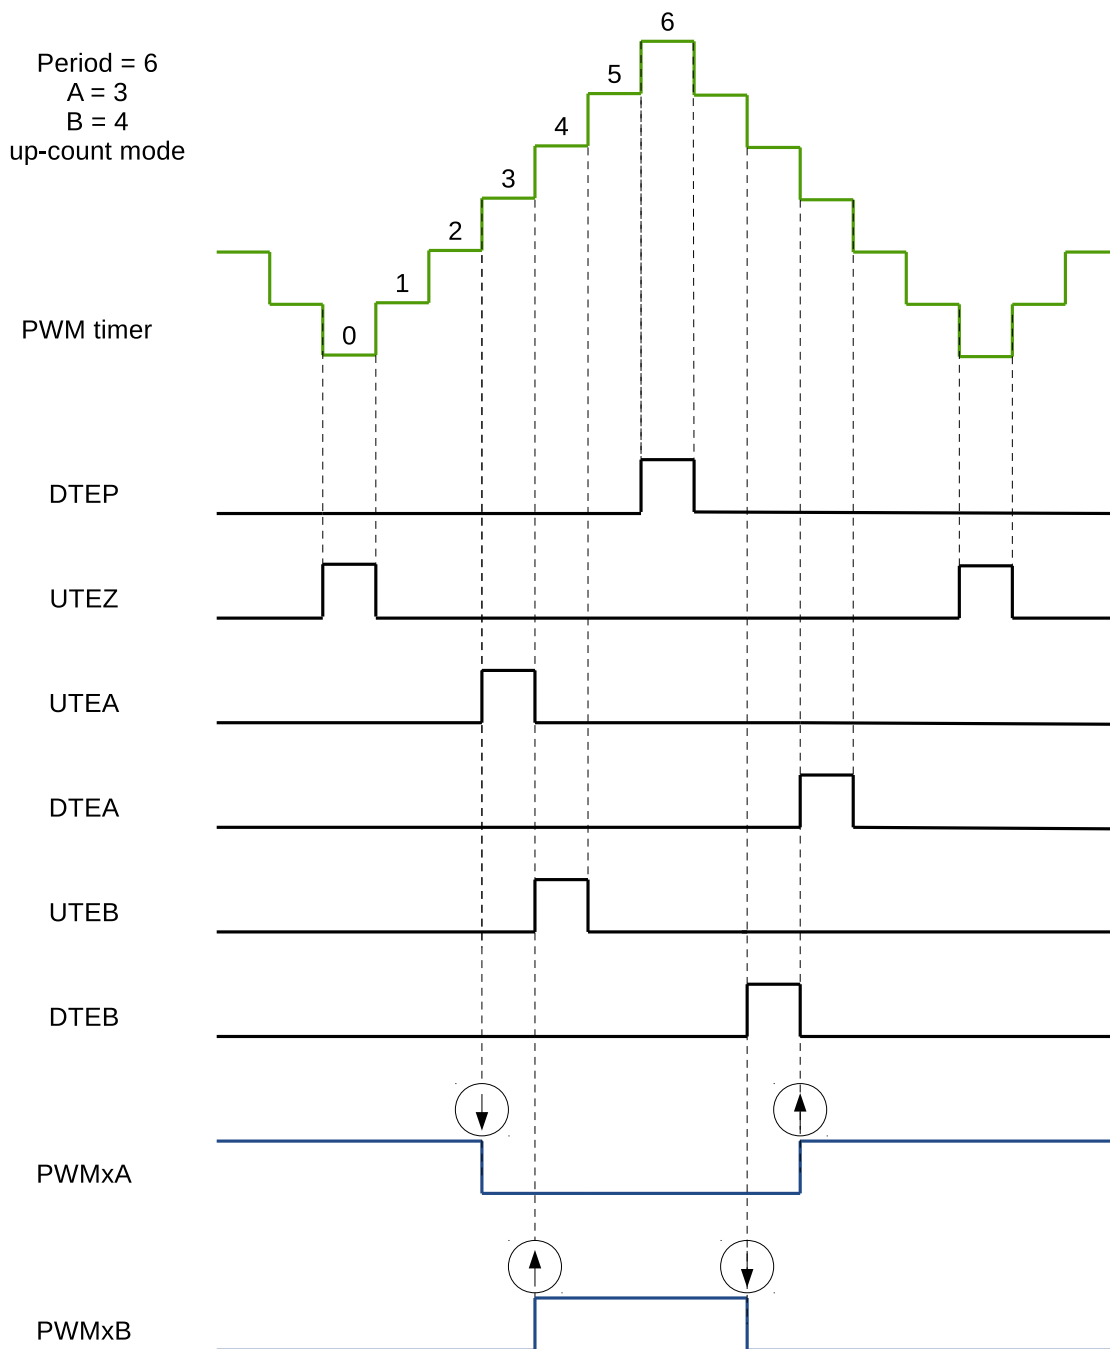 6
5
4
3
2
1
0
Period = 6
A = 3
B = 4
up-count mode
PWM timer
DTEP
UTEZ
UTEA
DTEA
UTEB
DTEB
PWMxA
PWMxB